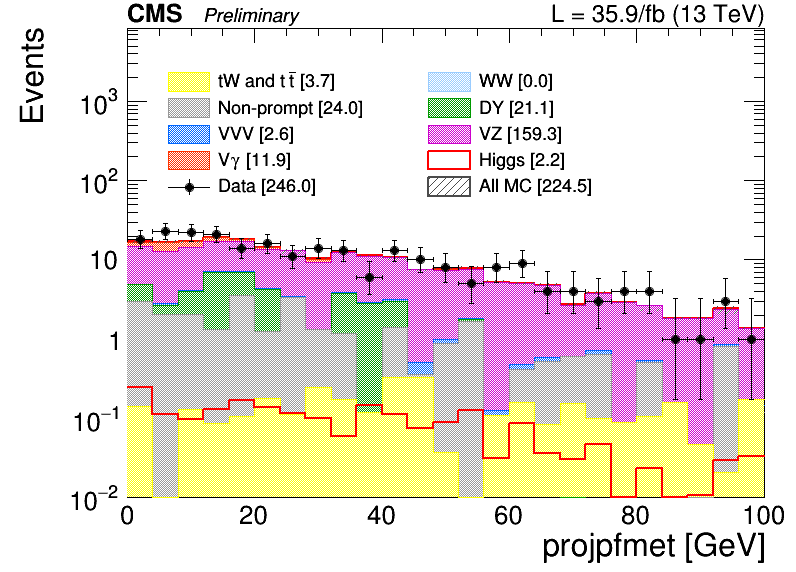 CMS Preliminary L = 35.9/fb (13 TeV)
Events
tW and t t̄ [3.7] WW [0.0]
Non-prompt [24.0] DY [21.1]
VVV [2.6] VZ [159.3]
Vγ [11.9] Higgs [2.2]
Data [246.0] All MC [224.5]
10³
10²
10
1
10⁻¹
10⁻²
0 20 40 60 80 100
projpfmet [GeV]